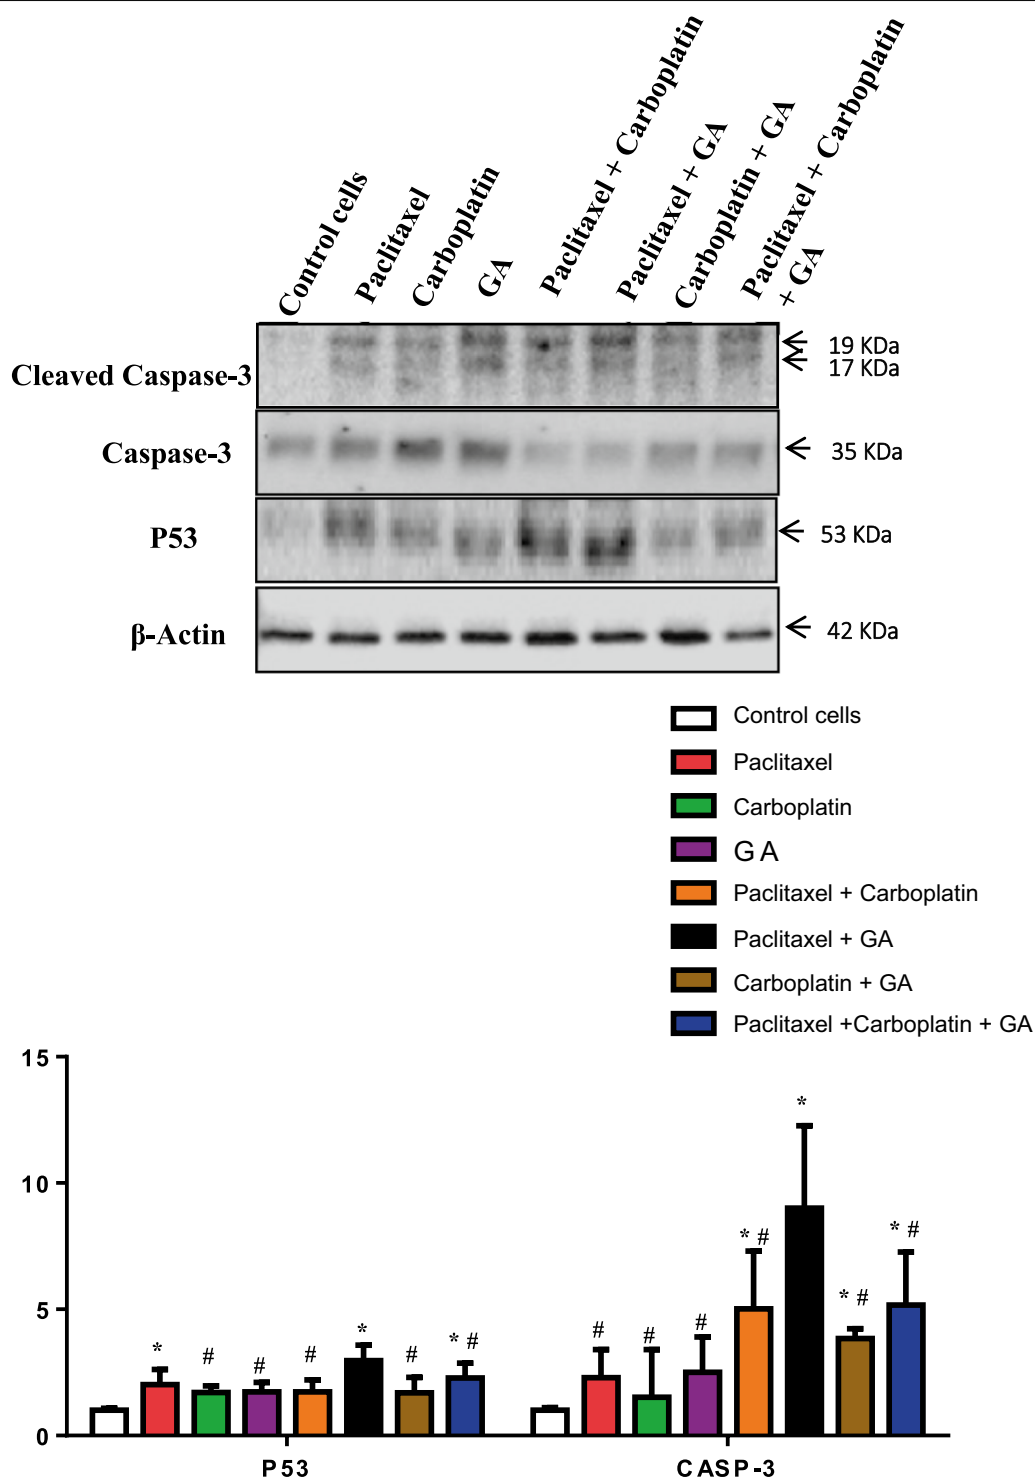 Control cells
Paclitaxel
Carboplatin
GA
Paclitaxel + Carboplatin
Paclitaxel + GA
Carboplatin + GA
Paclitaxel + Carboplatin
+ GA
Cleaved Caspase-3
19 KDa
17 KDa
Caspase-3
35 KDa
P53
53 KDa
β-Actin
42 KDa
Control cells
Paclitaxel
Carboplatin
G A
Paclitaxel + Carboplatin
Paclitaxel + GA
Carboplatin + GA
Paclitaxel +Carboplatin + GA
15
10
5
0
*
#
#
#
*
#
* #
#
#
#
* #
*
* #
* #
P53
CASP-3